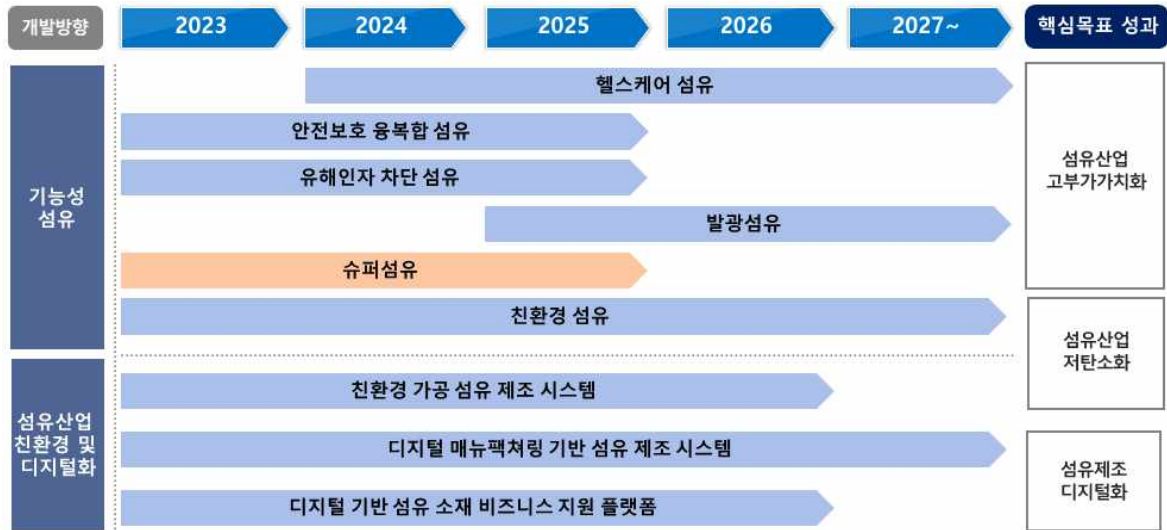 개발방향
2023
2024
2025
2026
2027~
핵심목표 성과
기능성
섬유
헬스케어 섬유
안전보호 융복합 섬유
유해인자 차단 섬유
발광섬유
슈퍼섬유
친환경 섬유
섬유산업
고부가가치화
섬유산업
저탄소화
섬유산업
친환경 및
디지털화
친환경 가공 섬유 제조 시스템
디지털 매뉴팩쳐링 기반 섬유 제조 시스템
디지털 기반 섬유 소재 비즈니스 지원 플랫폼
섬유제조
디지털화